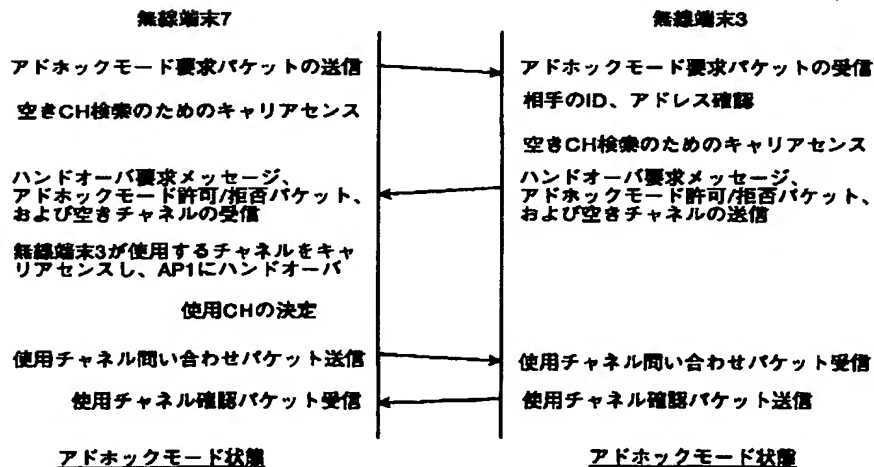 無線端末7
無線端末3
アドホックモード要求パケットの送信
アドホックモード要求パケットの受信
空きCH検索のためのキャリアセンス
相手のID、アドレス確認
空きCH検索のためのキャリアセンス
ハンドオーバ要求メッセージ、
アドホックモード許可/拒否パケット、
および空きチャネルの受信
ハンドオーバ要求メッセージ、
アドホックモード許可/拒否パケット、
および空きチャネルの送信
無線端末3が使用するチャネルをキャ
リアセンスし、AP1にハンドオーバ
使用CHの決定
使用チャネル問い合わせパケット送信
使用チャネル問い合わせパケット受信
使用チャネル確認パケット受信
使用チャネル確認パケット送信
アドホックモード状態
アドホックモード状態